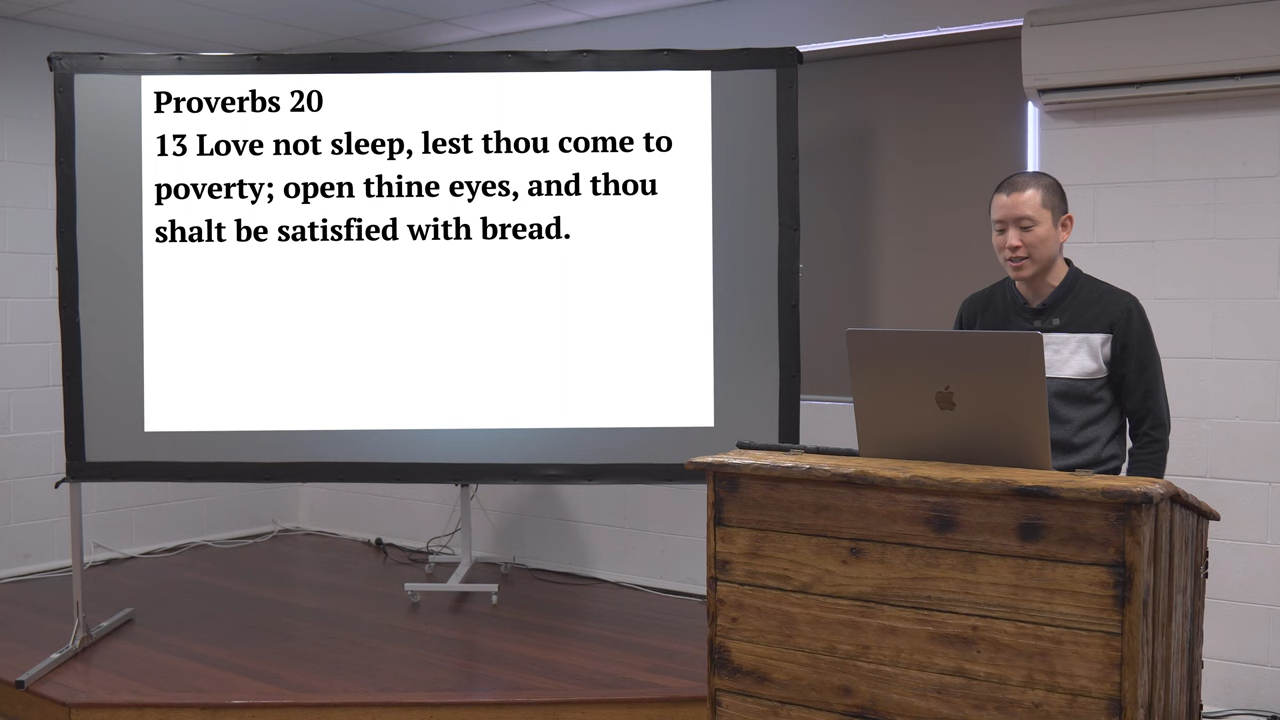 Proverbs 20
13 Love not sleep, lest thou come to
poverty; open thine eyes, and thou
shalt be satisfied with bread.